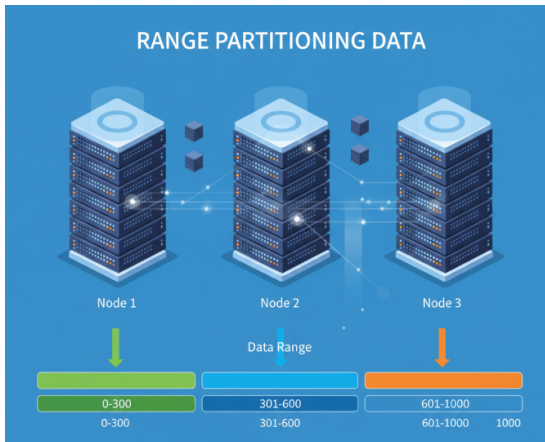 RANGE PARTITIONING DATA
Node 1 Node 2 Node 3
Data Range
0-300 301-600 601-1000
0-300 301-600 601-1000 1000